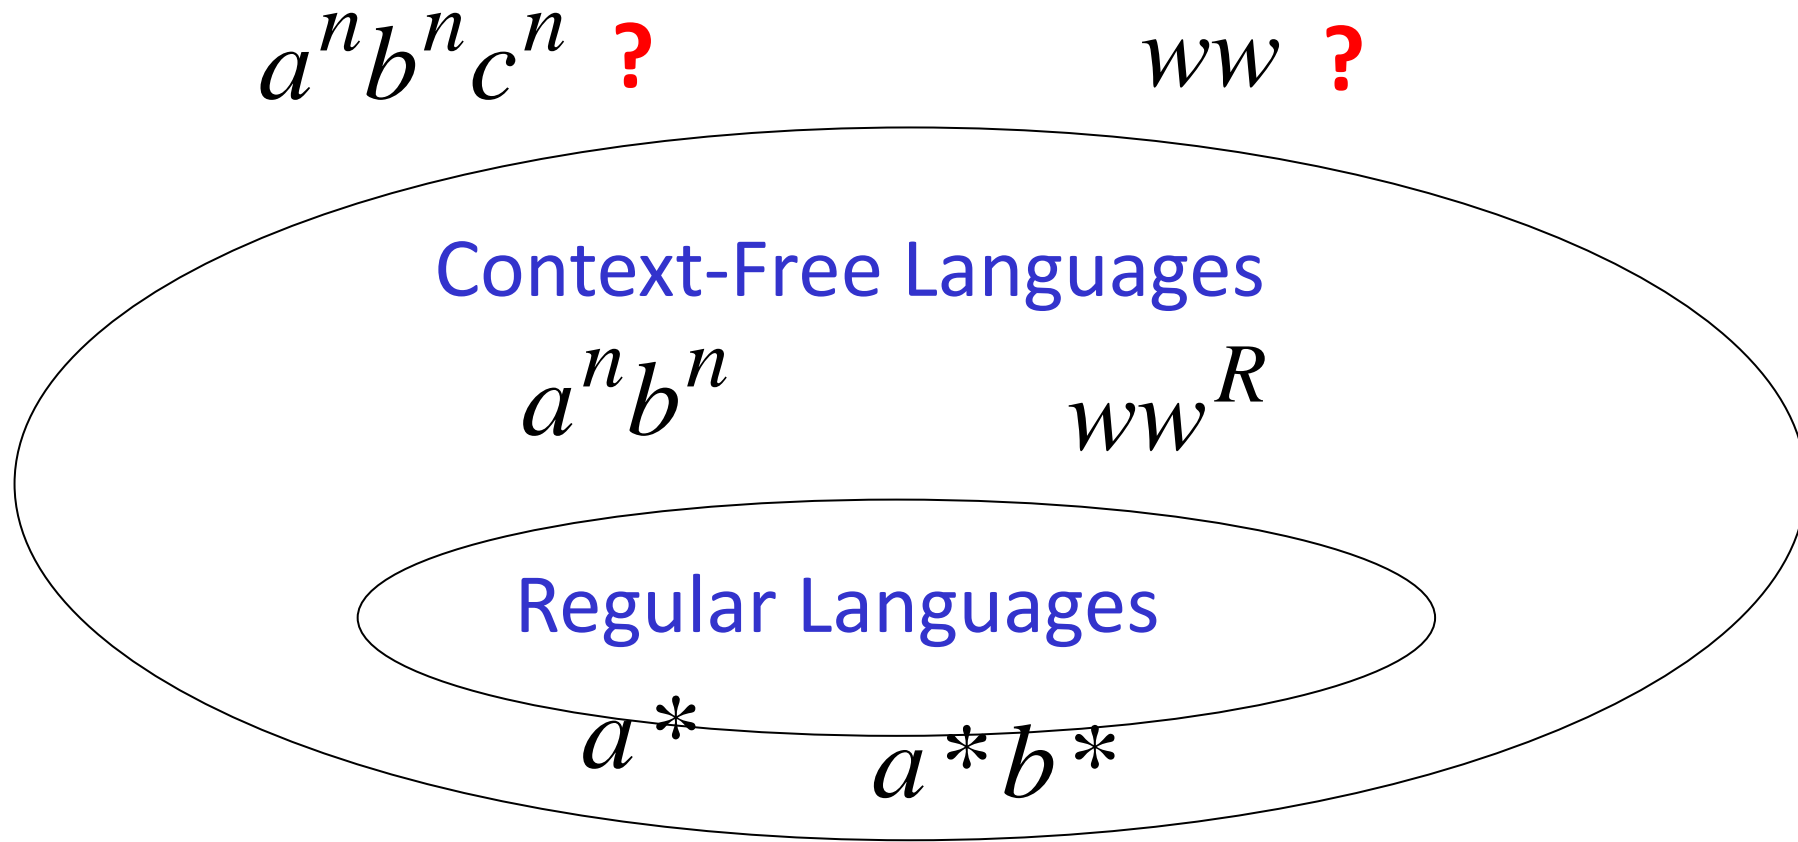 aⁿbⁿcⁿ ? ww ?
Context-Free Languages
aⁿbⁿ wwᴿ
Regular Languages
a* a*b*